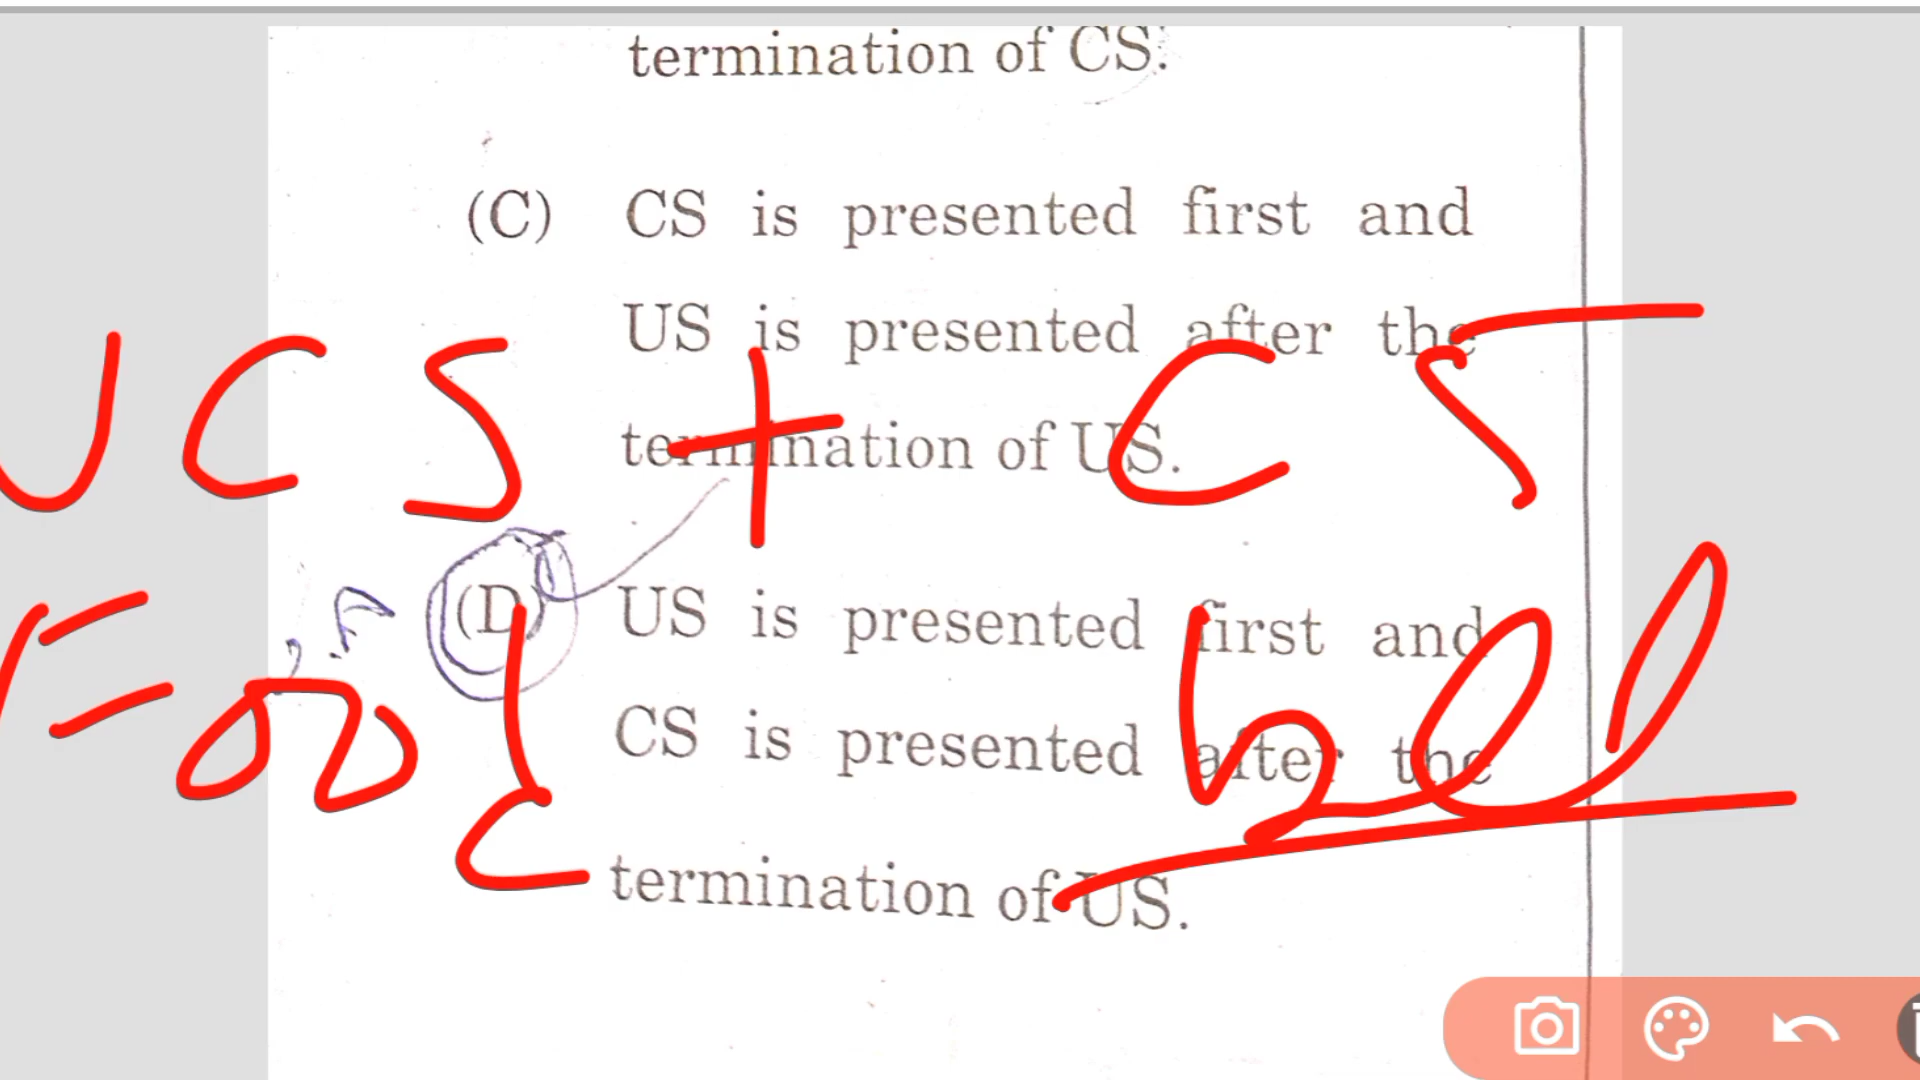 termination of CS.
(C) CS is presented first and
US is presented after the
termination of US.
UCS + CS
(D) US is presented first and
CS is presented after the
termination of US.
bell